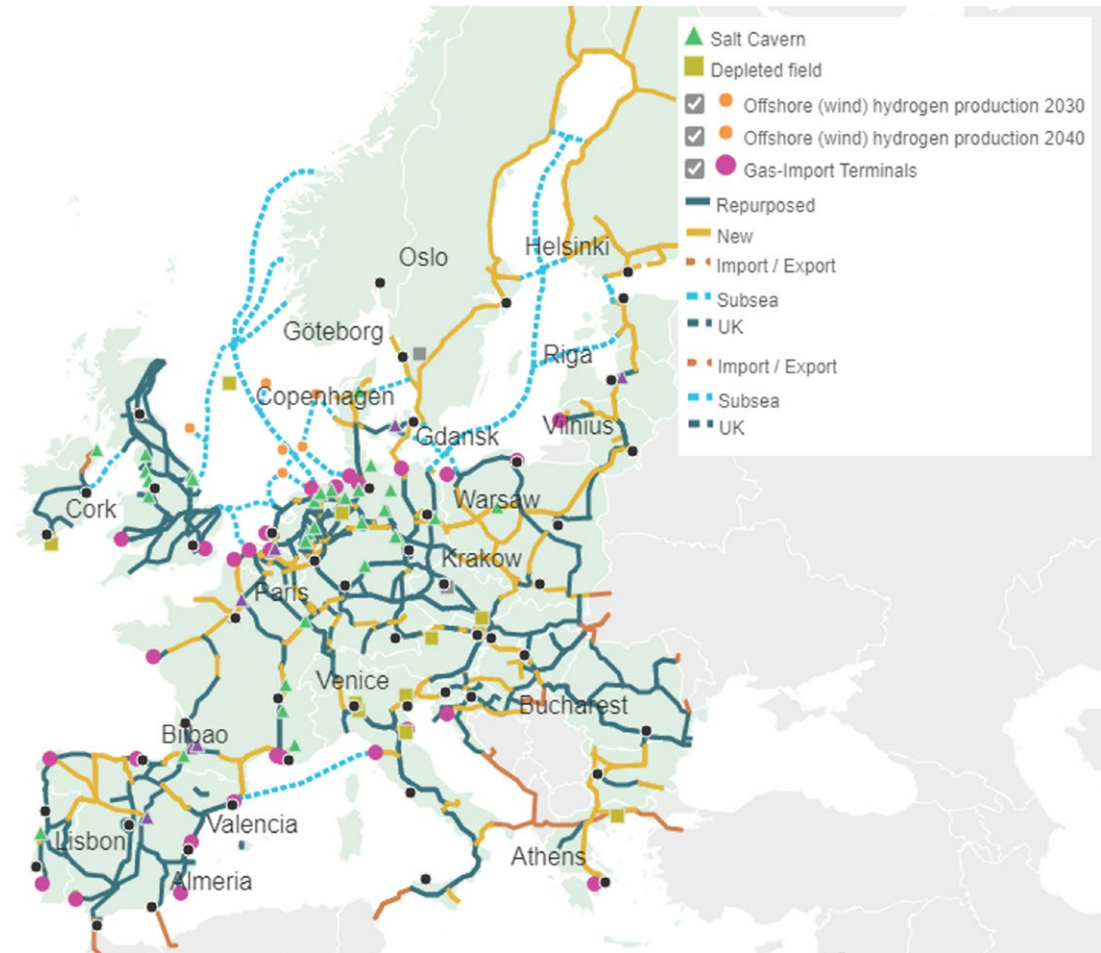 Salt Cavern
Depleted field
Offshore (wind) hydrogen production 2030
Offshore (wind) hydrogen production 2040
Gas-Import Terminals
Repurposed
New
Import / Export
Subsea
UK
Import / Export
Subsea
UK
Oslo
Helsinki
Göteborg
Riga
Copenhagen
Gdansk
Vilnius
Cork
Warsaw
Krakow
Paris
Venice
Bucharest
Bilbao
Valencia
Lisbon
Athens
Almeria